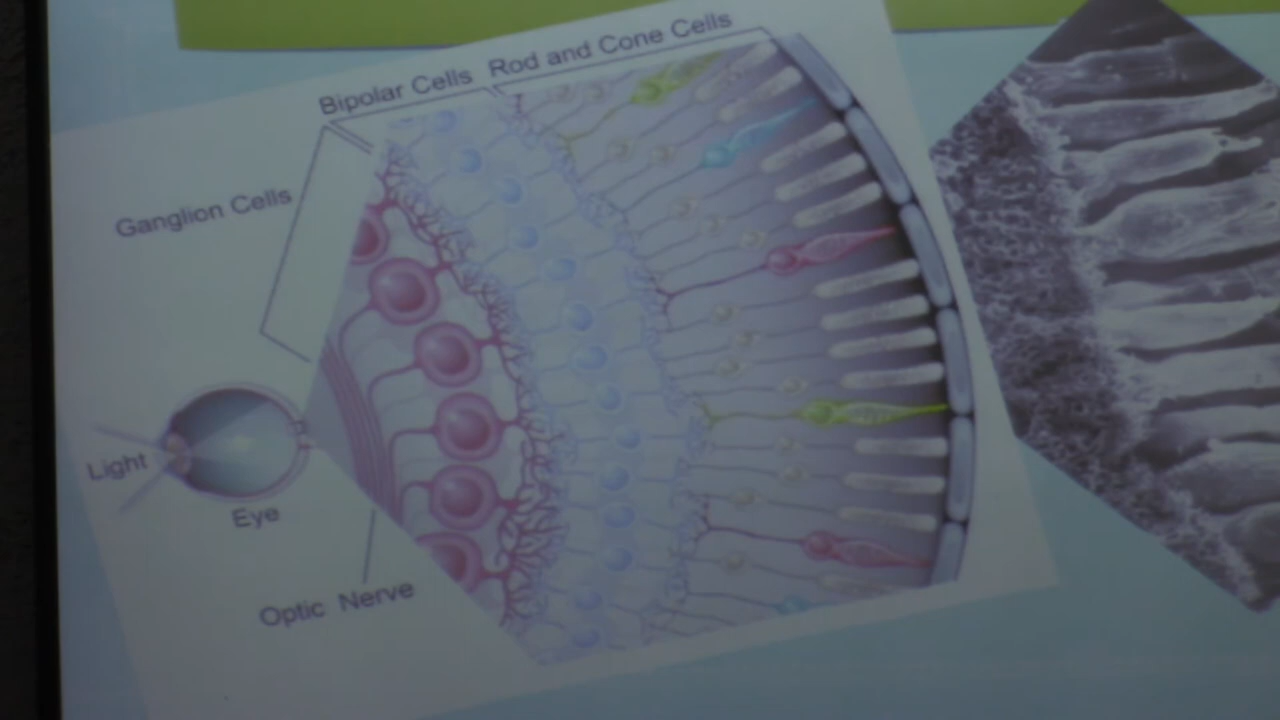 Rod and Cone Cells
Bipolar Cells
Ganglion Cells
Light
Eye
Optic Nerve